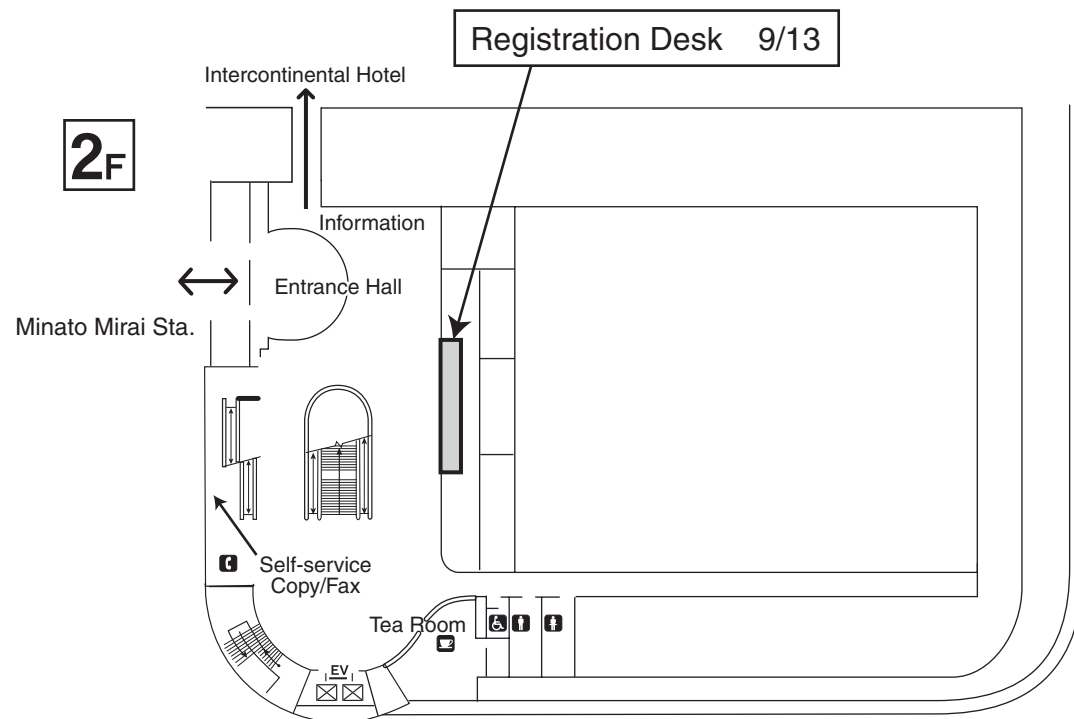 Registration Desk 9/13
Intercontinental Hotel
2F
Information
Entrance Hall
Minato Mirai Sta.
Self-service
Copy/Fax
Tea Room
EV